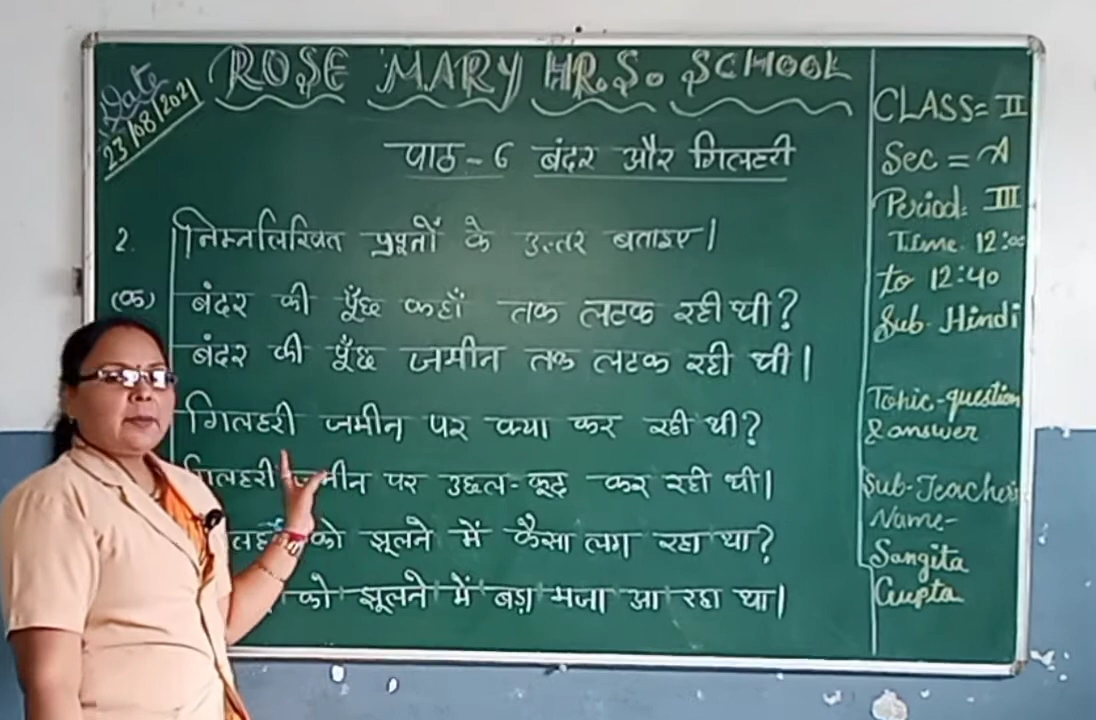 Date
23/08/2021
ROSE MARY HR.S. SCHOOL
पाठ - 6 बंदर और गिलहरी
2. निम्नलिखित प्रश्नों के उत्तर बताइए।
(क) बंदर की पूँछ कहाँ तक लटक रही थी?
बंदर की पूँछ जमीन तक लटक रही थी।
गिलहरी जमीन पर क्या कर रही थी?
जमीन पर उछल-कूद कर रही थी।
को झूलने में कैसा लग रहा था?
को झूलने में बड़ा मजा आ रहा था।
CLASS = II
Sec = A
Period: III
Time. 12:00
to 12:40
Sub- Hindi
Topic-question
& answer
Sub-Teacher
Name-
Sangita
Gupta